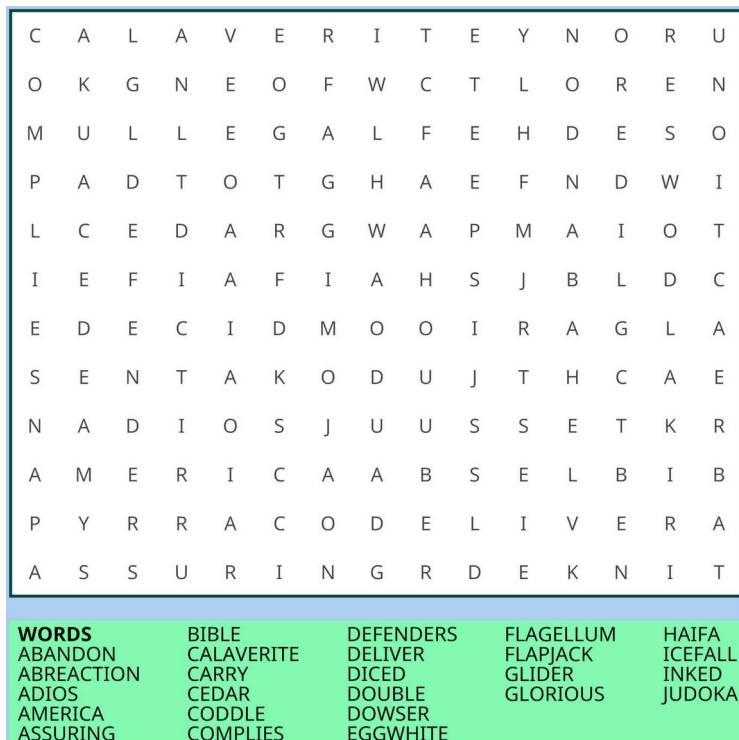 C A L A V E R I T E Y N O R U
O K G N E O F W C T L O R E N
M U L L E G A L F E H D E S O
P A D T O T G H A E F N D W I
L C E D A R G W A P M A I O T
I E F I A F I A H S J B L D C
E D E C I D M O O I R A G L A
S E N T A K O D U J T H C A E
N A D I O S J U U S S E T K R
A M E R I C A A B S E L B I B
P Y R R A C O D E L I V E R A
A S S U R I N G R D E K N I T
WORDS BIBLE DEFENDERS FLAGELLUM HAIFA
ABANDON CALAVERITE DELIVER FLAPJACK ICEFALL
ABREACTION CARRY DICED GLIDER INKED
ADIOS CEDAR DOUBLE GLORIOUS JUDOKA
AMERICA CODDLE DOWSER
ASSURING COMPLIES EGGWHITE